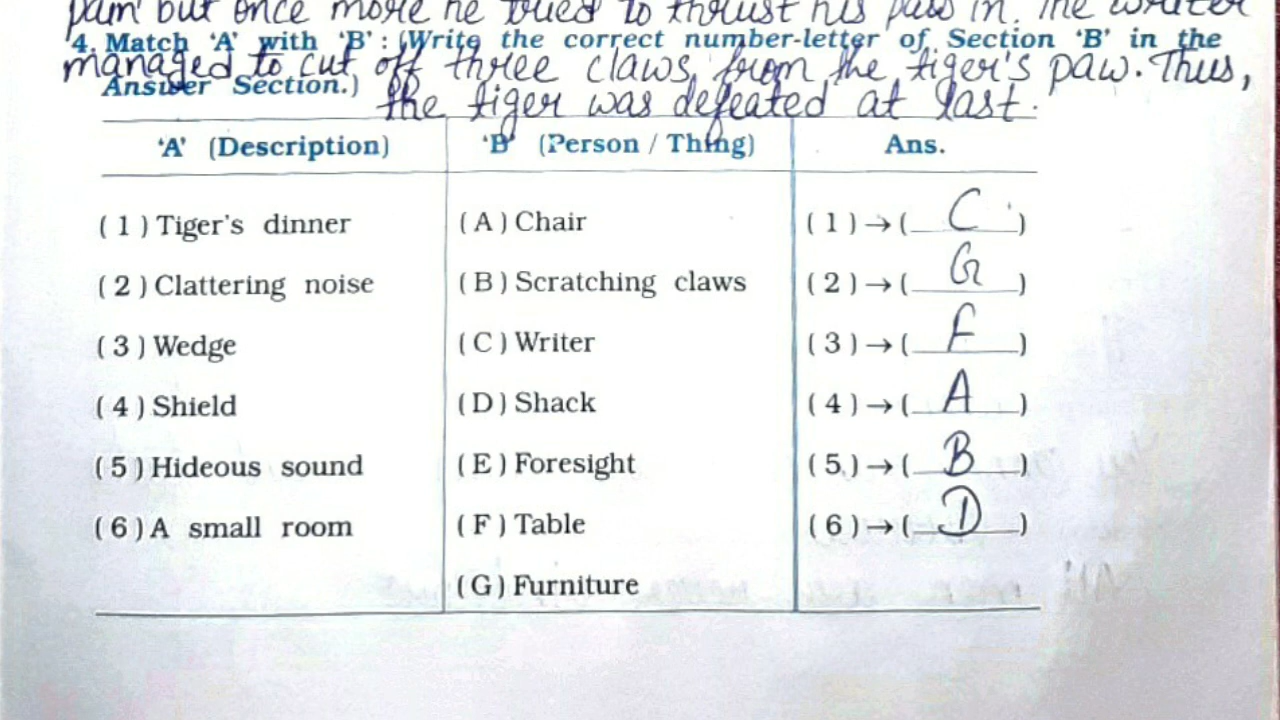 pam but once more he tried to thrust his paw in. The writer
4. Match 'A' with 'B' : (Write the correct number-letter of Section 'B' in the
managed to cut off three claws, from the tiger's paw. Thus,
Answer Section.)
the tiger was defeated at last.
'A' (Description) 'B' (Person / Thing) Ans.
( 1 ) Tiger's dinner ( A ) Chair ( 1 ) → ( C )
( 2 ) Clattering noise ( B ) Scratching claws ( 2 ) → ( G )
( 3 ) Wedge ( C ) Writer ( 3 ) → ( F )
( 4 ) Shield ( D ) Shack ( 4 ) → ( A )
( 5 ) Hideous sound ( E ) Foresight ( 5 ) → ( B )
( 6 ) A small room ( F ) Table ( 6 ) → ( D )
( G ) Furniture